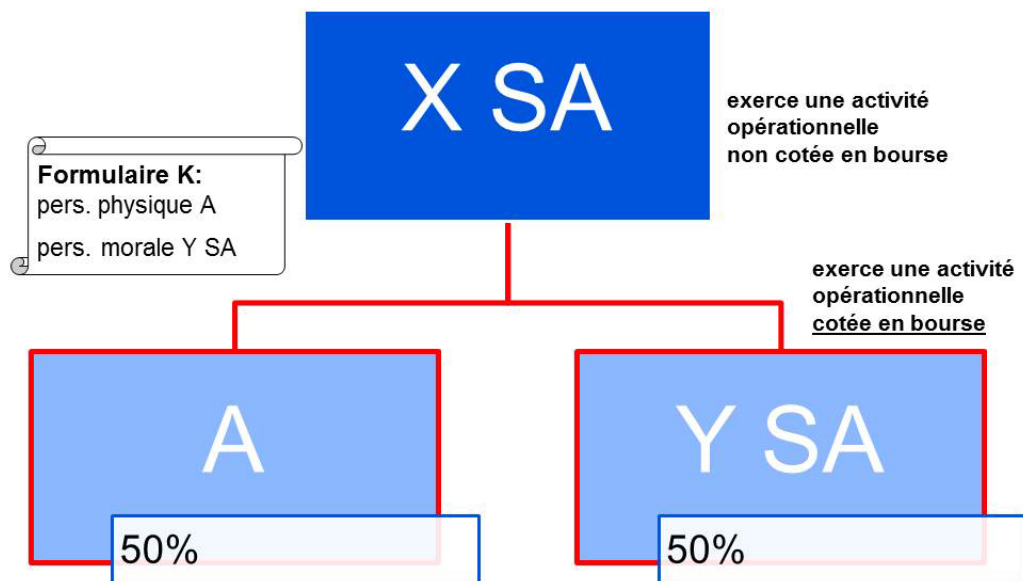 X SA
exerce une activité
opérationnelle
non cotée en bourse
Formulaire K:
pers. physique A
pers. morale Y SA
exerce une activité
opérationnelle
cotée en bourse
A
Y SA
50%
50%